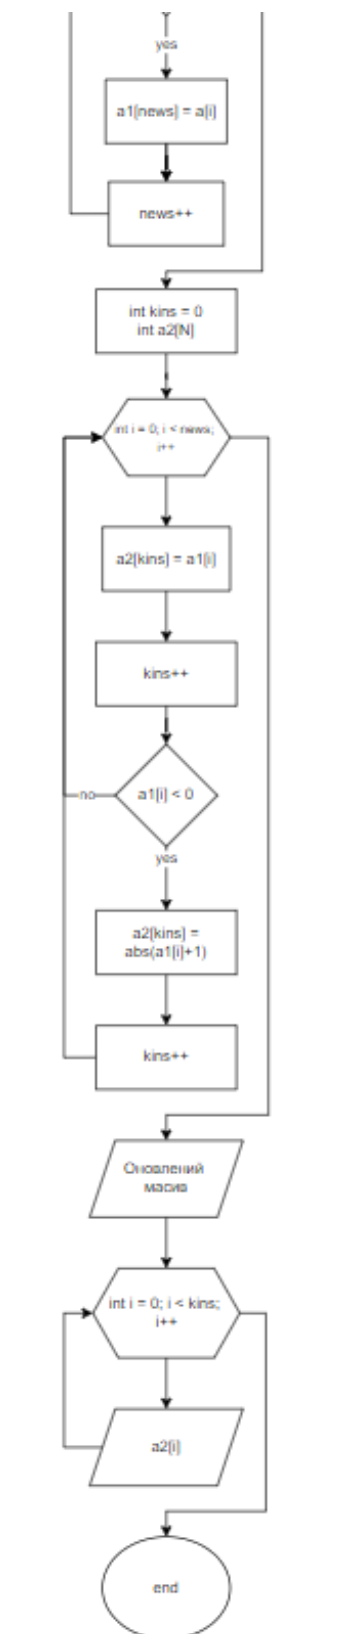 yes
a1[news] = a[i]
news++
int kins = 0
int a2[N]
int i = 0; i < news;
i++
a2[kins] = a1[i]
kins++
a1[i] < 0
no
yes
a2[kins] =
abs(a1[i]+1)
kins++
Оновлений
масив
int i = 0; i < kins;
i++
a2[i]
end